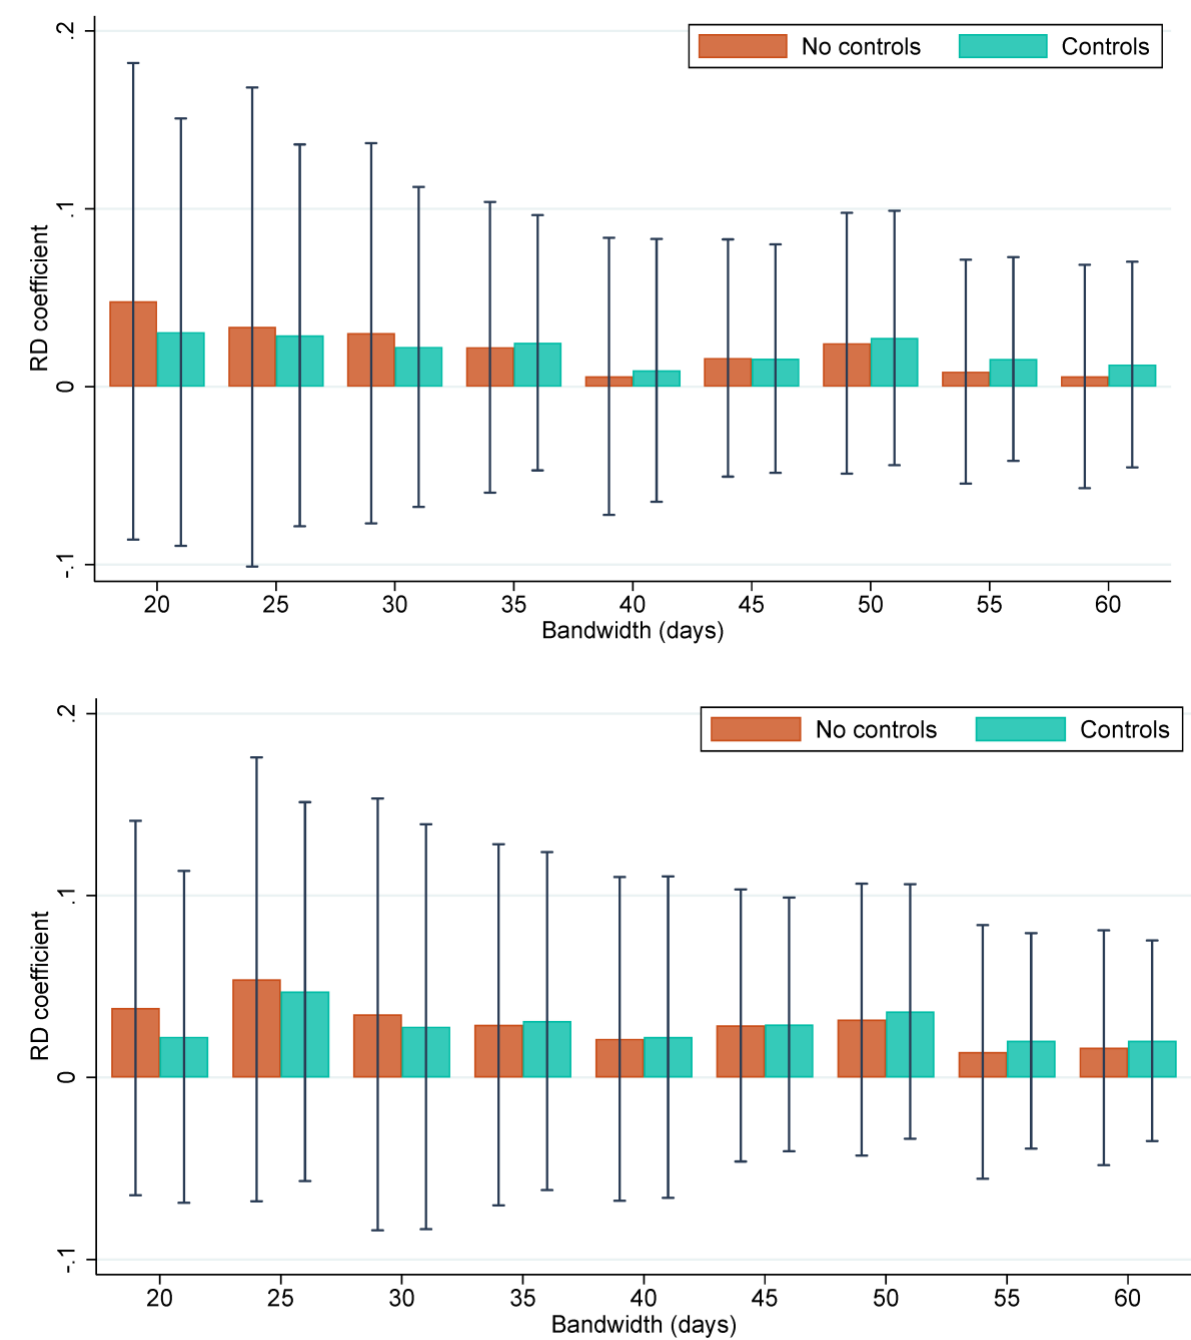 .2
No controls Controls
.1
RD coefficient
0
-.1
20 25 30 35 40 45 50 55 60
Bandwidth (days)
.2
No controls Controls
.1
RD coefficient
0
-.1
20 25 30 35 40 45 50 55 60
Bandwidth (days)